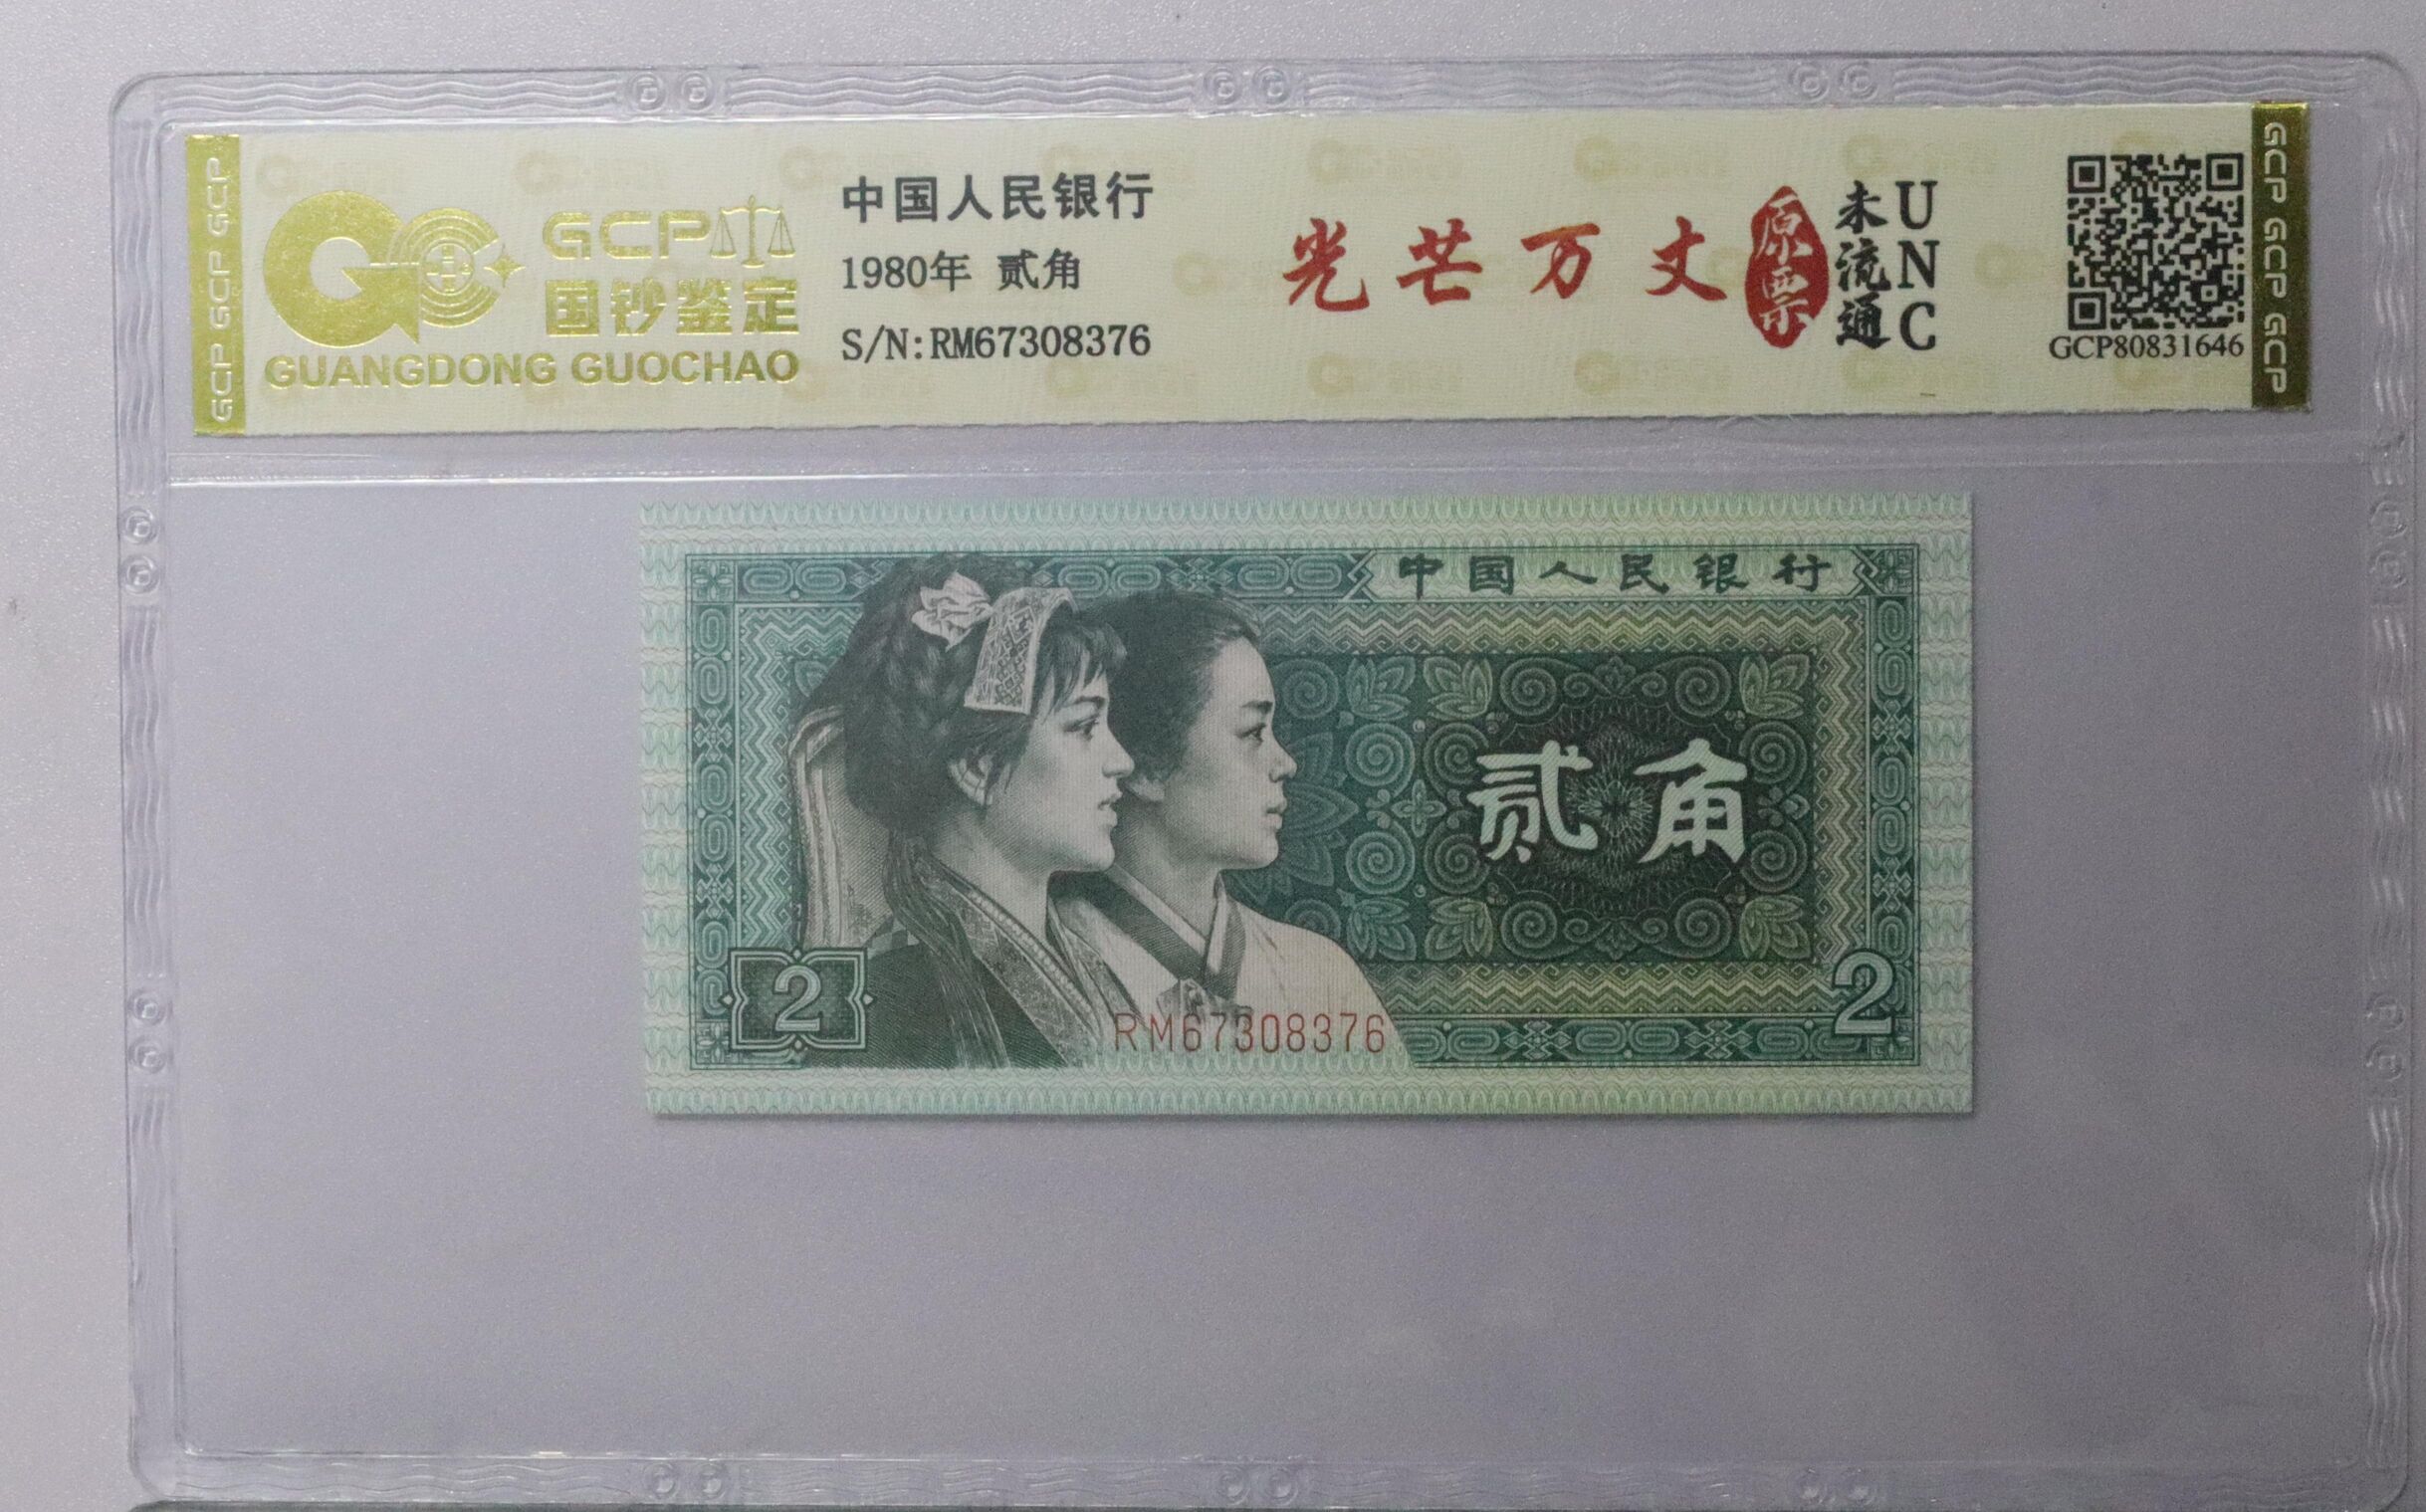 GCP GCP GCP
GCP
国钞鉴定
GUANGDONG GUOCHAO
中国人民银行
1980年 贰角
S/N:RM67308376
光芒万丈
原票
未流通
UNC
GCP80831646
GCP GCP GCP
中国人民银行
贰角
2
2
RM67308376